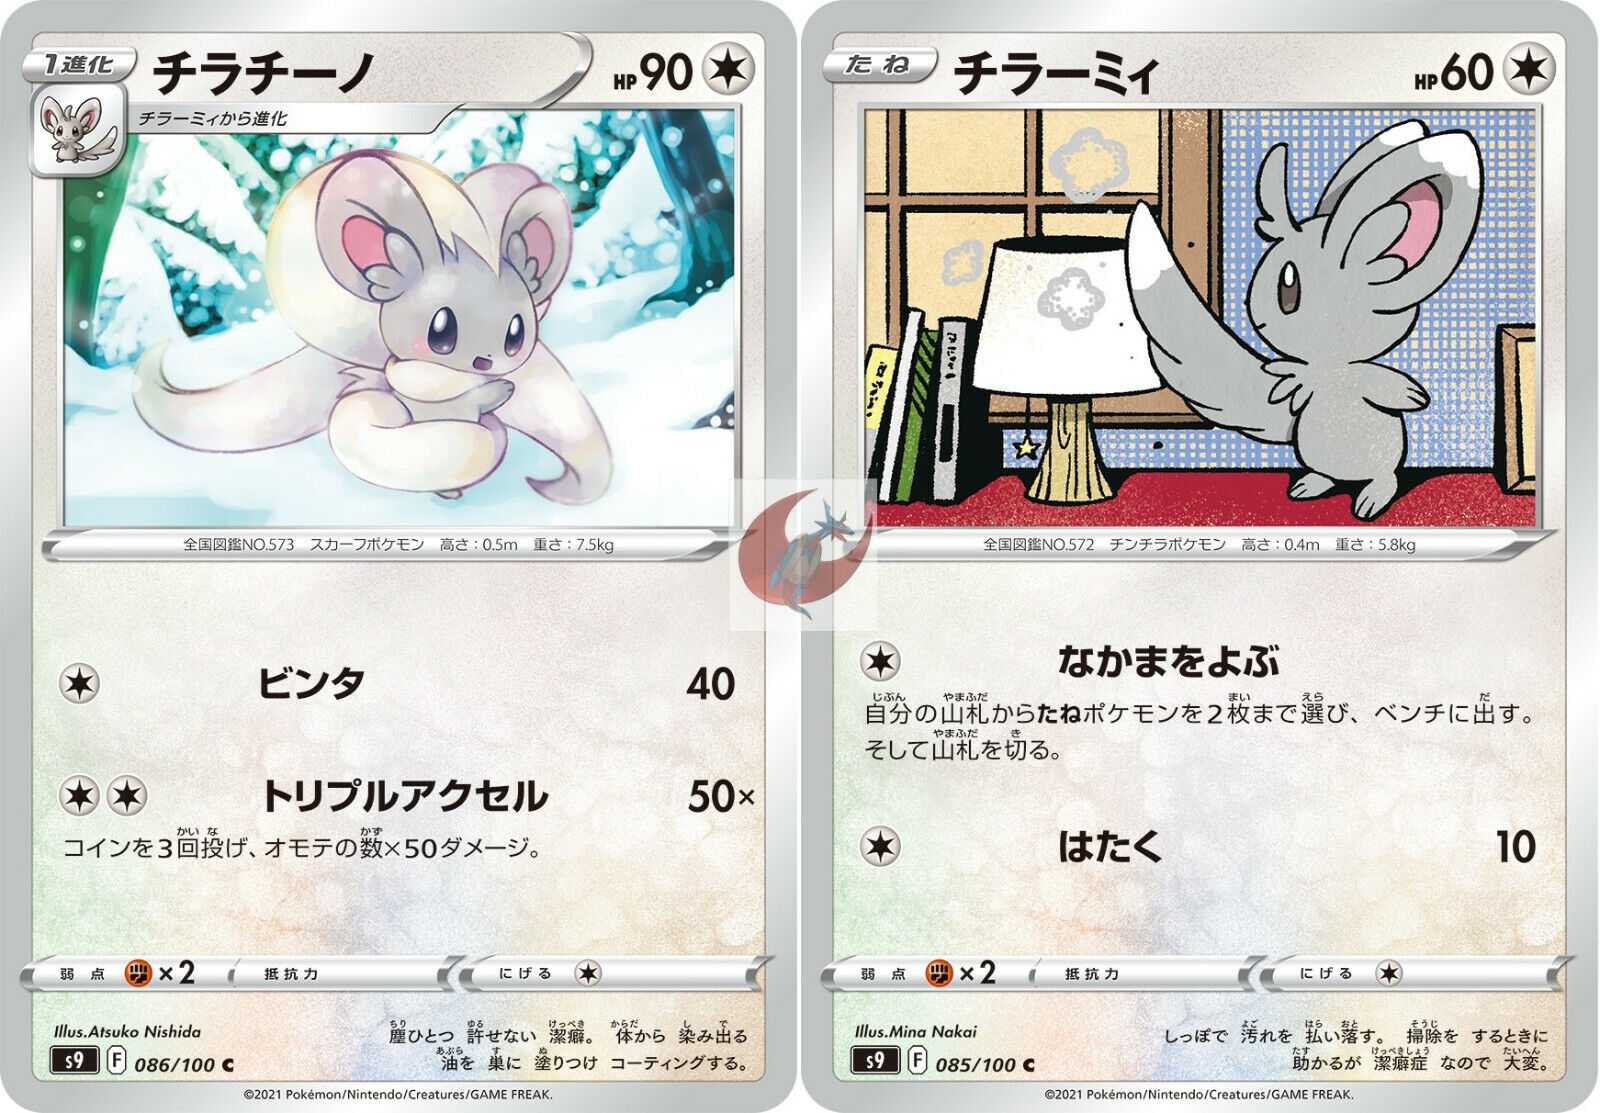 1進化
チラチーノ
HP90
チラーミィから進化
全国図鑑NO.573 スカーフポケモン 高さ:0.5m 重さ:7.5kg
ビンタ 40
トリプルアクセル 50×
コインを3回投げ、オモテの数×50ダメージ。
弱点 ×2 抵抗力 にげる
Illus.Atsuko Nishida
塵ひとつ 許せない 潔癖。 体から 染み出る
油を 巣に 塗りつけ コーティングする。
s9 F 086/100 C
©2021 Pokémon/Nintendo/Creatures/GAME FREAK.
たね
チラーミィ
HP60
全国図鑑NO.572 チンチラポケモン 高さ:0.4m 重さ:5.8kg
なかまをよぶ
自分の山札からたねポケモンを2枚まで選び、ベンチに出す。
そして山札を切る。
はたく 10
弱点 ×2 抵抗力 にげる
Illus.Mina Nakai
しっぽで 汚れを 払い落す。 掃除を するときに
助かるが 潔癖症 なので 大変。
s9 F 085/100 C
©2021 Pokémon/Nintendo/Creatures/GAME FREAK.